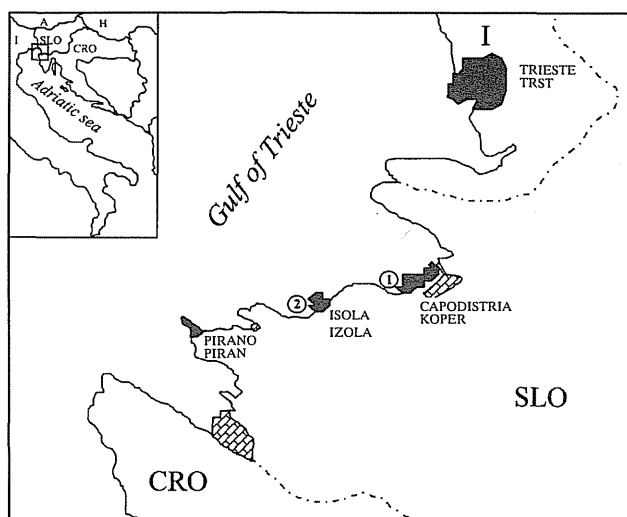 A
H
I
SLO
CRO
Adriatic sea
I
TRIESTE
TRST
Gulf of Trieste
1
CAPODISTRIA
KOPER
2
ISOLA
IZOLA
PIRANO
PIRAN
SLO
CRO